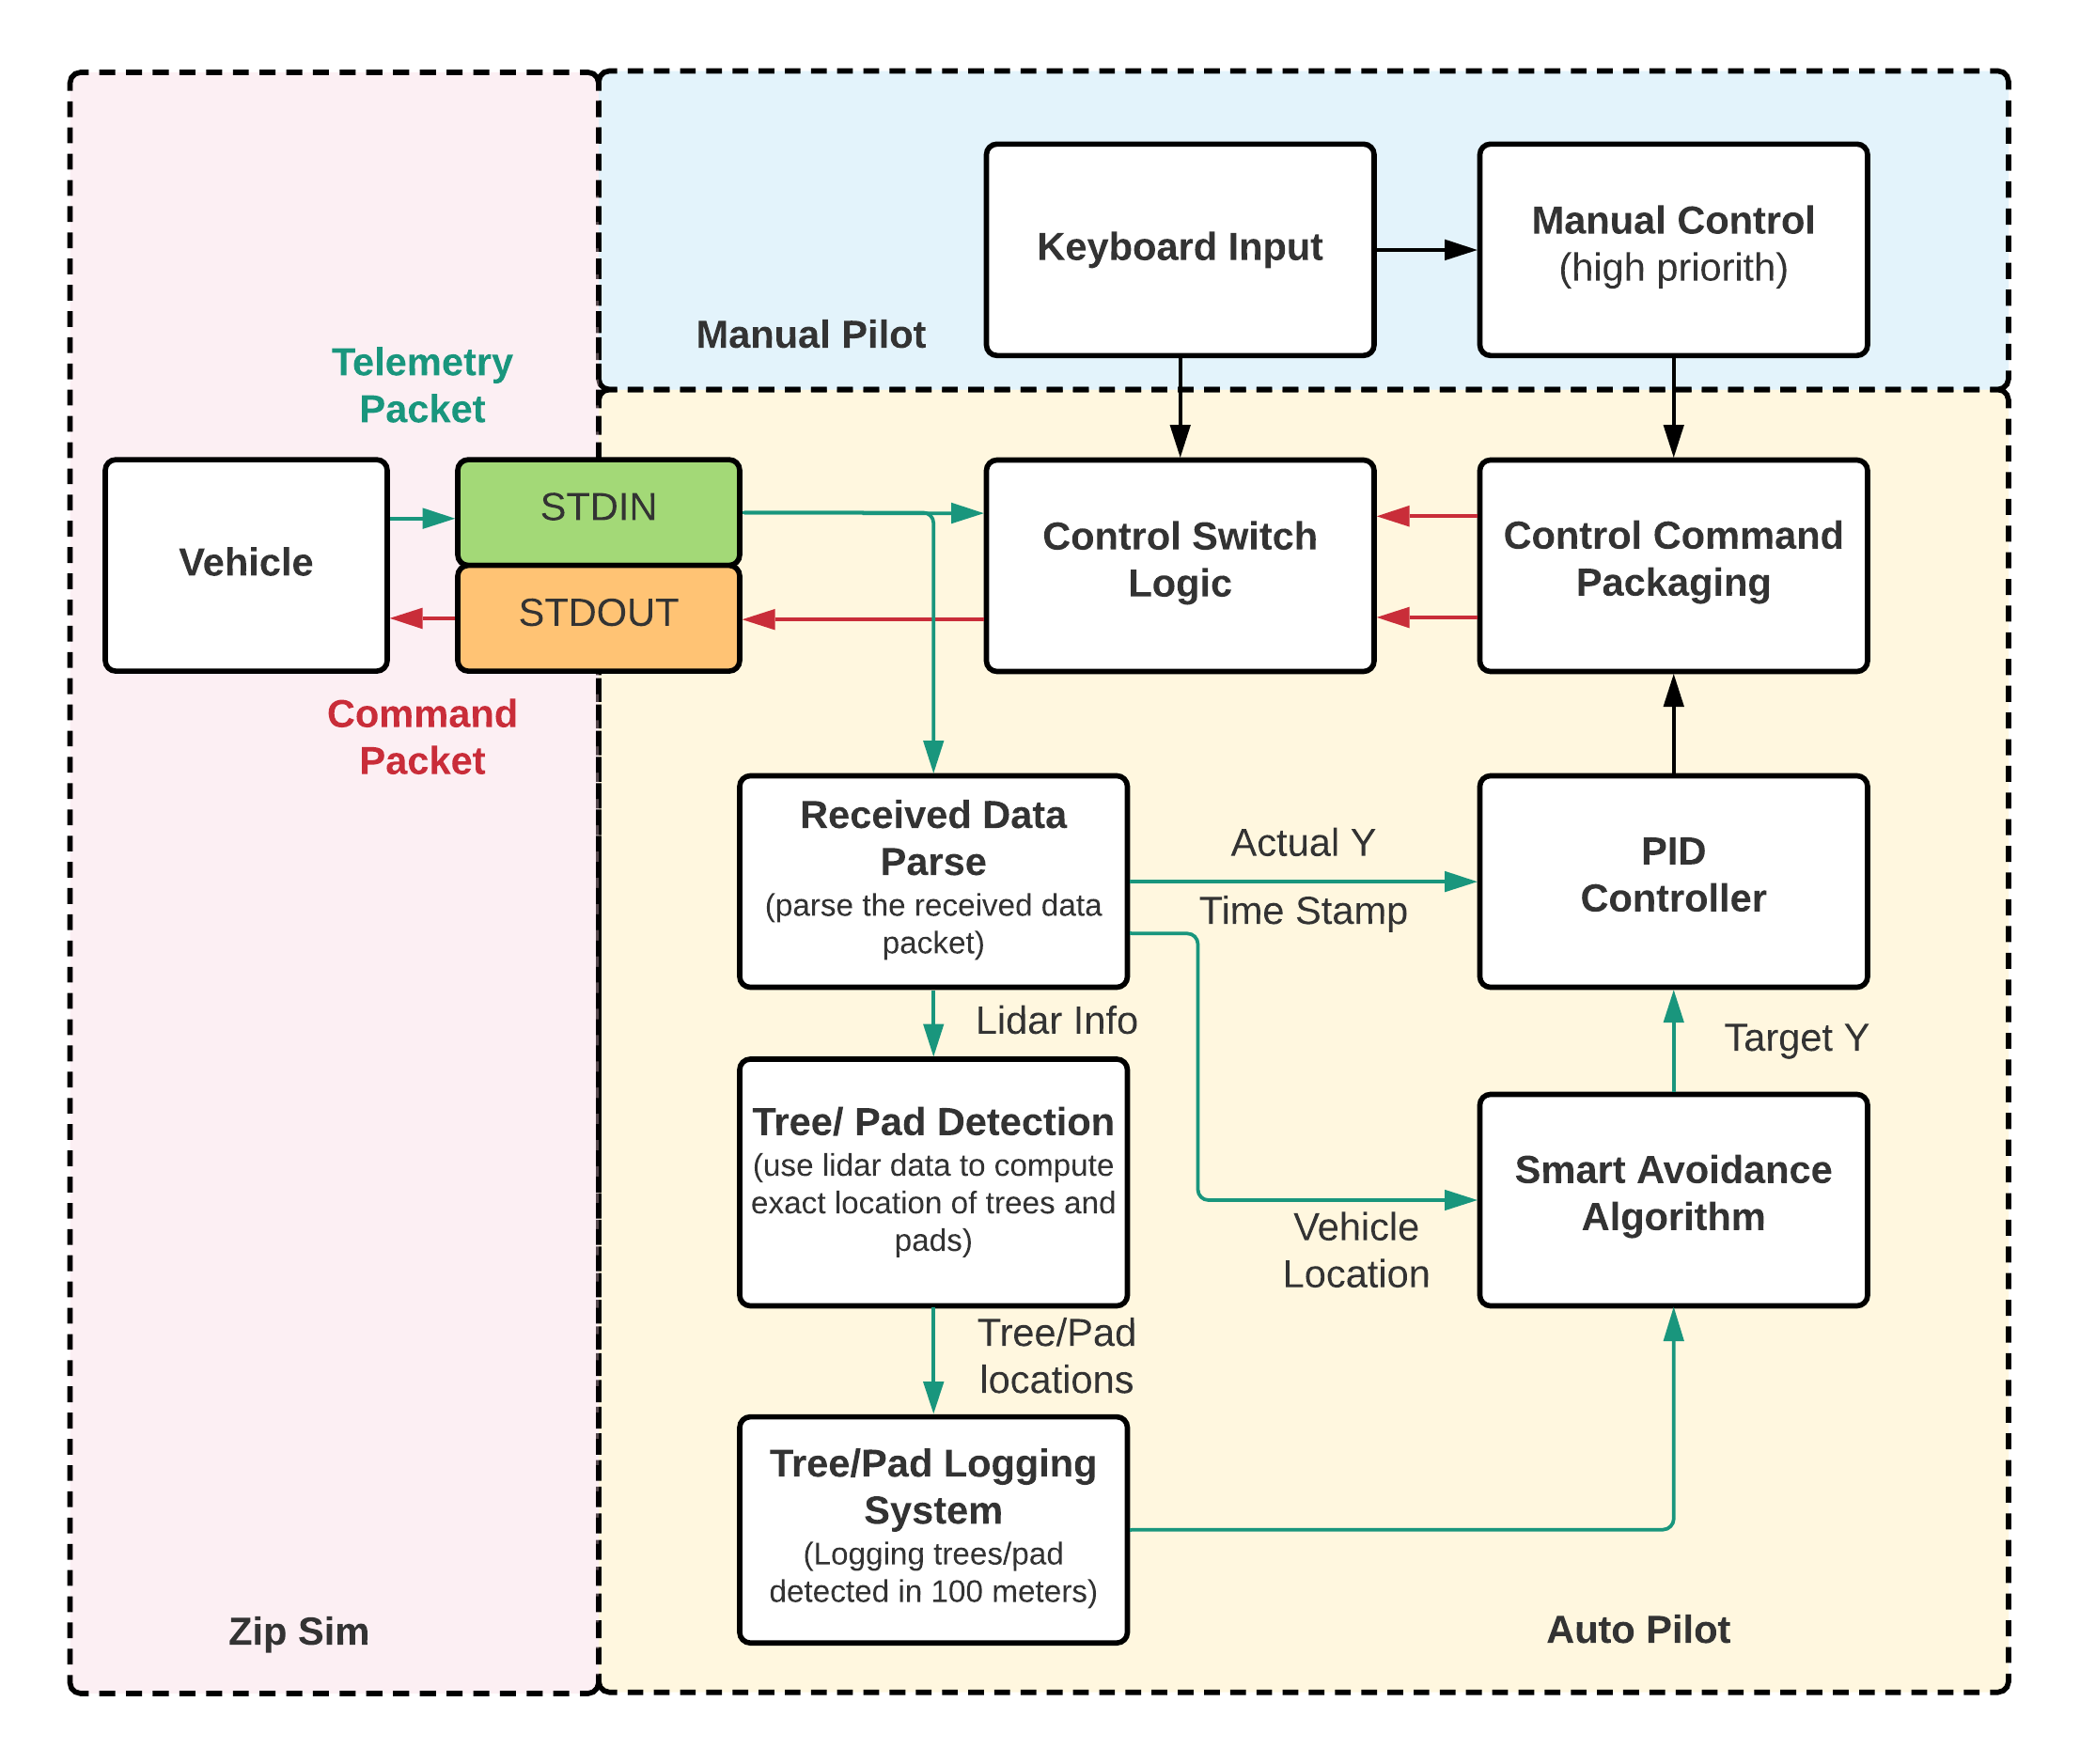 Keyboard Input
Manual Control
(high priorith)
Manual Pilot
Telemetry
Packet
Vehicle
STDIN
STDOUT
Control Switch
Logic
Control Command
Packaging
Command
Packet
Received Data
Parse
(parse the received data
packet)
Actual Y
Time Stamp
PID
Controller
Lidar Info
Target Y
Tree/ Pad Detection
(use lidar data to compute
exact location of trees and
pads)
Vehicle
Location
Smart Avoidance
Algorithm
Tree/Pad
locations
Tree/Pad Logging
System
(Logging trees/pad
detected in 100 meters)
Zip Sim
Auto Pilot